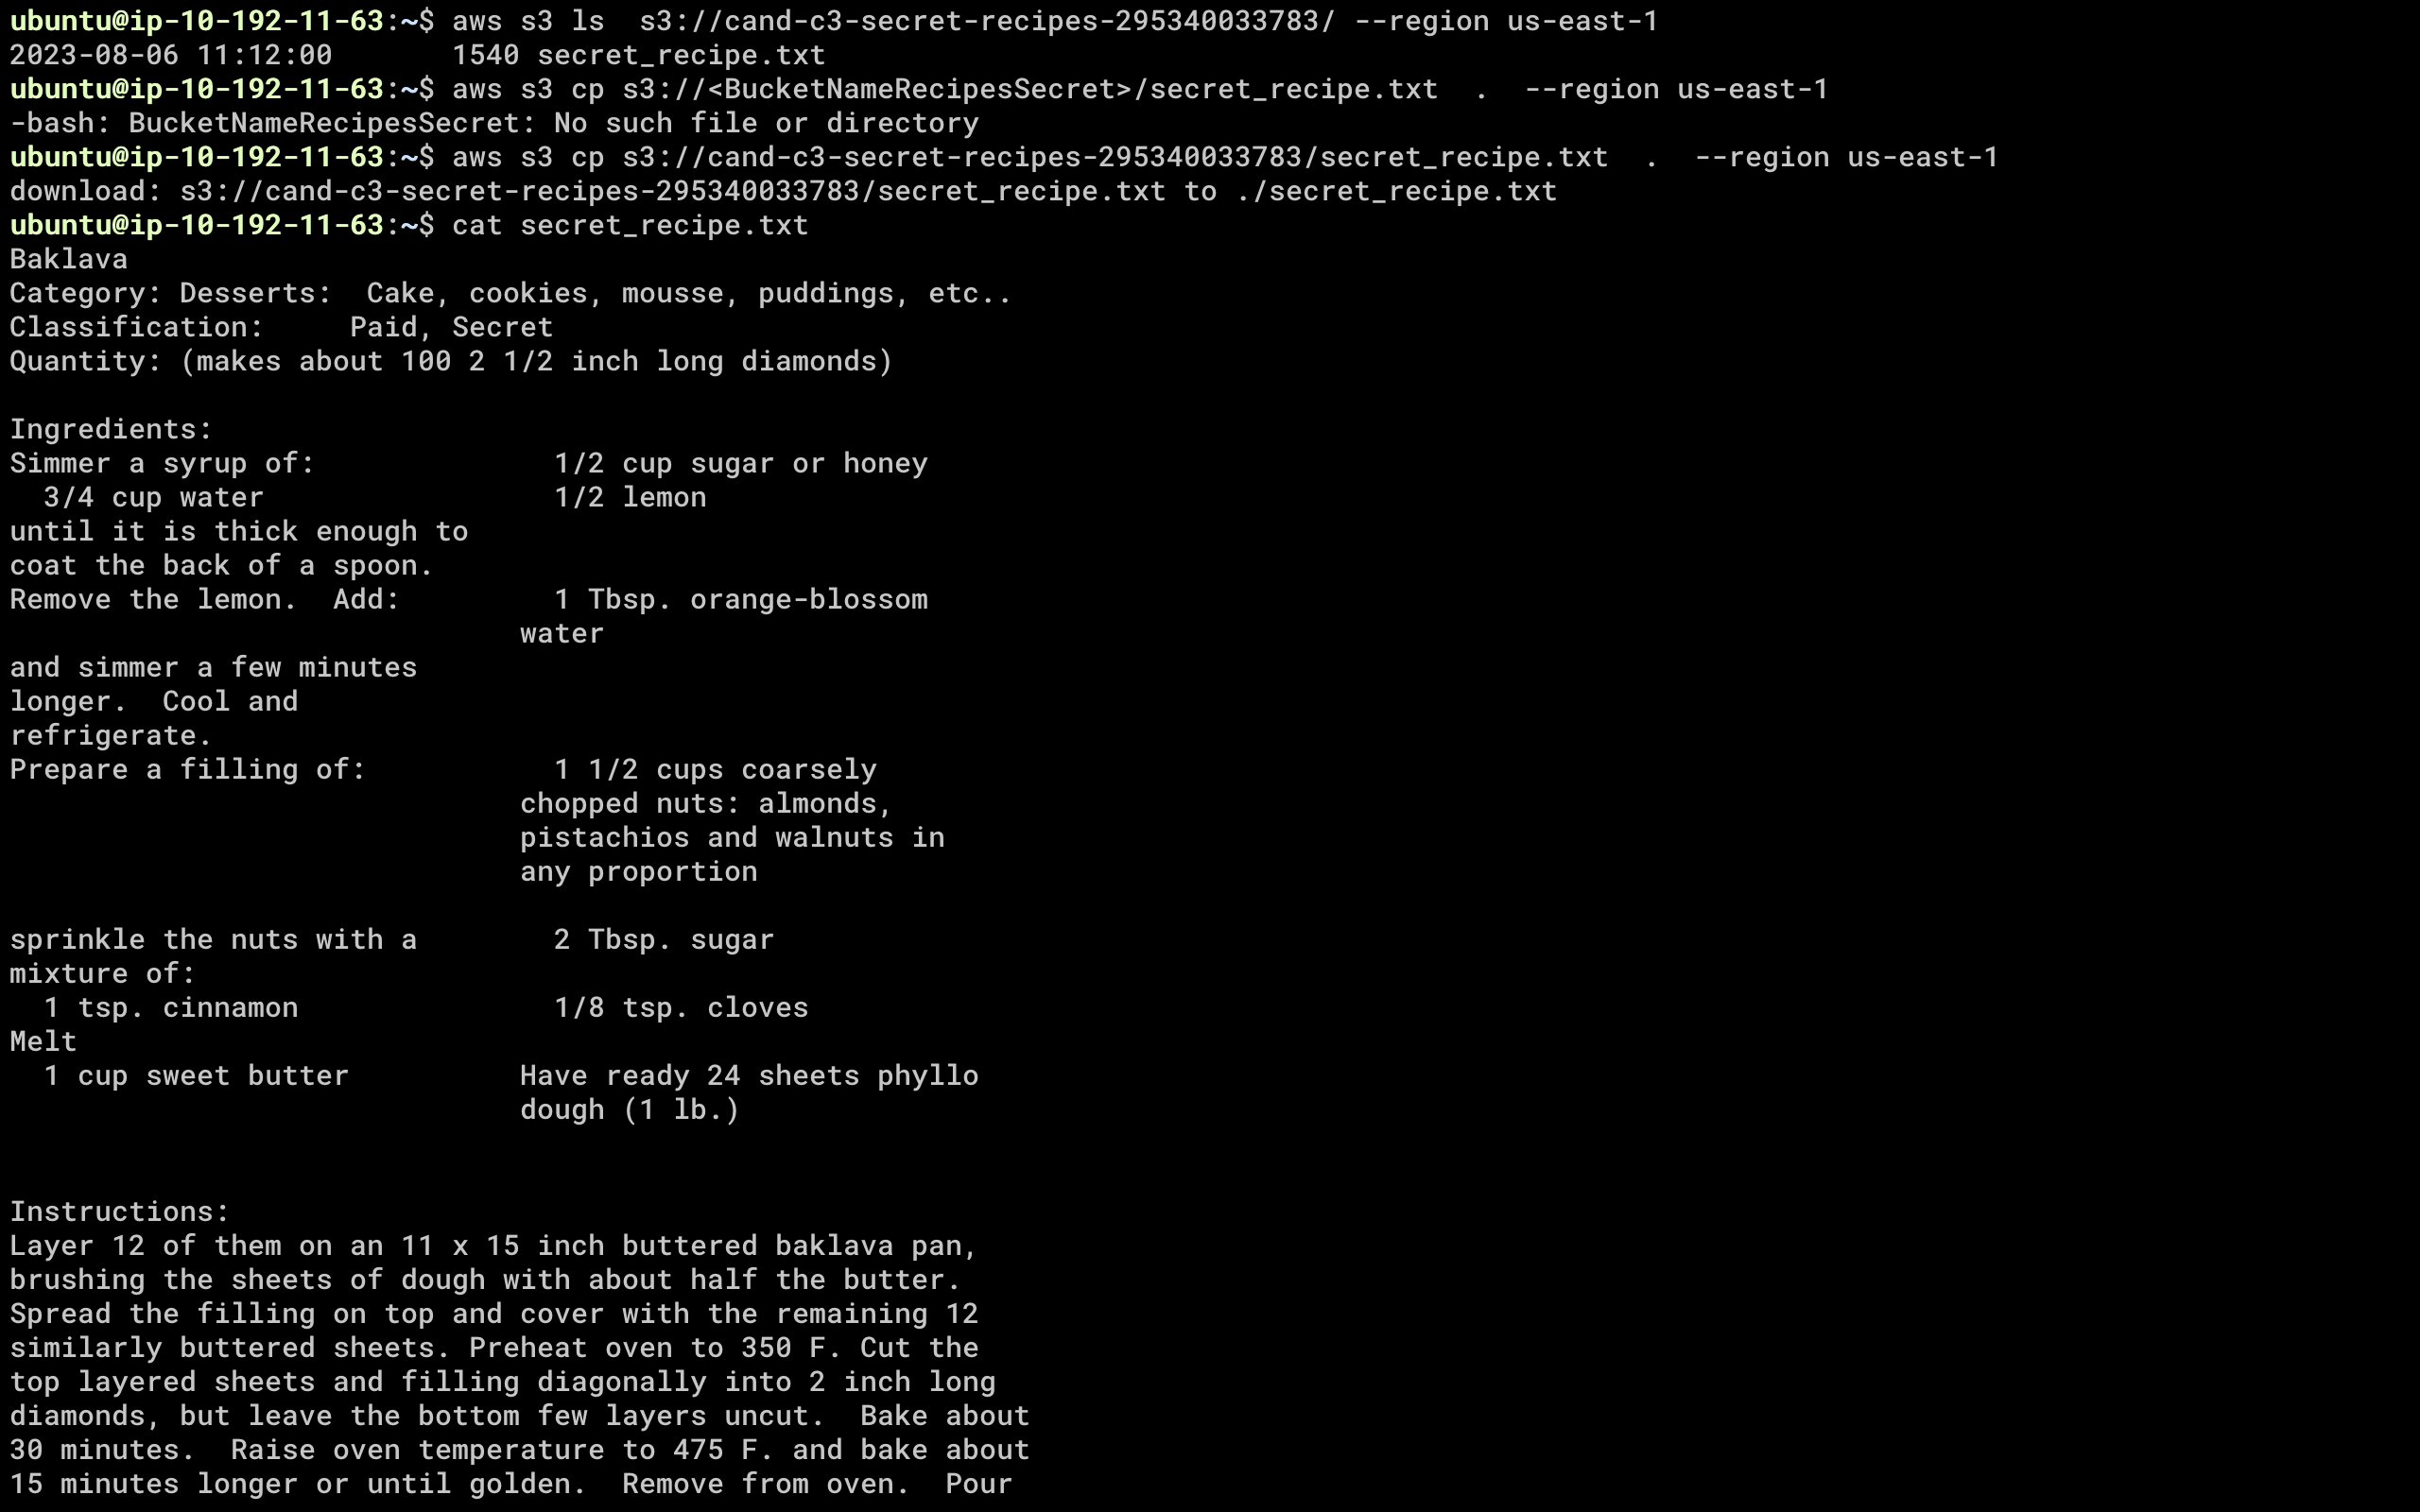 ubuntu@ip-10-192-11-63:~$ aws s3 ls  s3://cand-c3-secret-recipes-295340033783/ --region us-east-1
2023-08-06 11:12:00       1540 secret_recipe.txt
ubuntu@ip-10-192-11-63:~$ aws s3 cp s3://<BucketNameRecipesSecret>/secret_recipe.txt  .  --region us-east-1
-bash: BucketNameRecipesSecret: No such file or directory
ubuntu@ip-10-192-11-63:~$ aws s3 cp s3://cand-c3-secret-recipes-295340033783/secret_recipe.txt  .  --region us-east-1
download: s3://cand-c3-secret-recipes-295340033783/secret_recipe.txt to ./secret_recipe.txt
ubuntu@ip-10-192-11-63:~$ cat secret_recipe.txt
Baklava
Category: Desserts:  Cake, cookies, mousse, puddings, etc..
Classification:     Paid, Secret
Quantity: (makes about 100 2 1/2 inch long diamonds)

Ingredients:
Simmer a syrup of:              1/2 cup sugar or honey
  3/4 cup water                 1/2 lemon
until it is thick enough to
coat the back of a spoon.
Remove the lemon.  Add:         1 Tbsp. orange-blossom
                              water
and simmer a few minutes
longer.  Cool and
refrigerate.
Prepare a filling of:           1 1/2 cups coarsely
                              chopped nuts: almonds,
                              pistachios and walnuts in
                              any proportion

sprinkle the nuts with a        2 Tbsp. sugar
mixture of:
  1 tsp. cinnamon               1/8 tsp. cloves
Melt
  1 cup sweet butter          Have ready 24 sheets phyllo
                              dough (1 lb.)

Instructions:
Layer 12 of them on an 11 x 15 inch buttered baklava pan,
brushing the sheets of dough with about half the butter.
Spread the filling on top and cover with the remaining 12
similarly buttered sheets. Preheat oven to 350 F. Cut the
top layered sheets and filling diagonally into 2 inch long
diamonds, but leave the bottom few layers uncut.  Bake about
30 minutes.  Raise oven temperature to 475 F. and bake about
15 minutes longer or until golden.  Remove from oven.  Pour